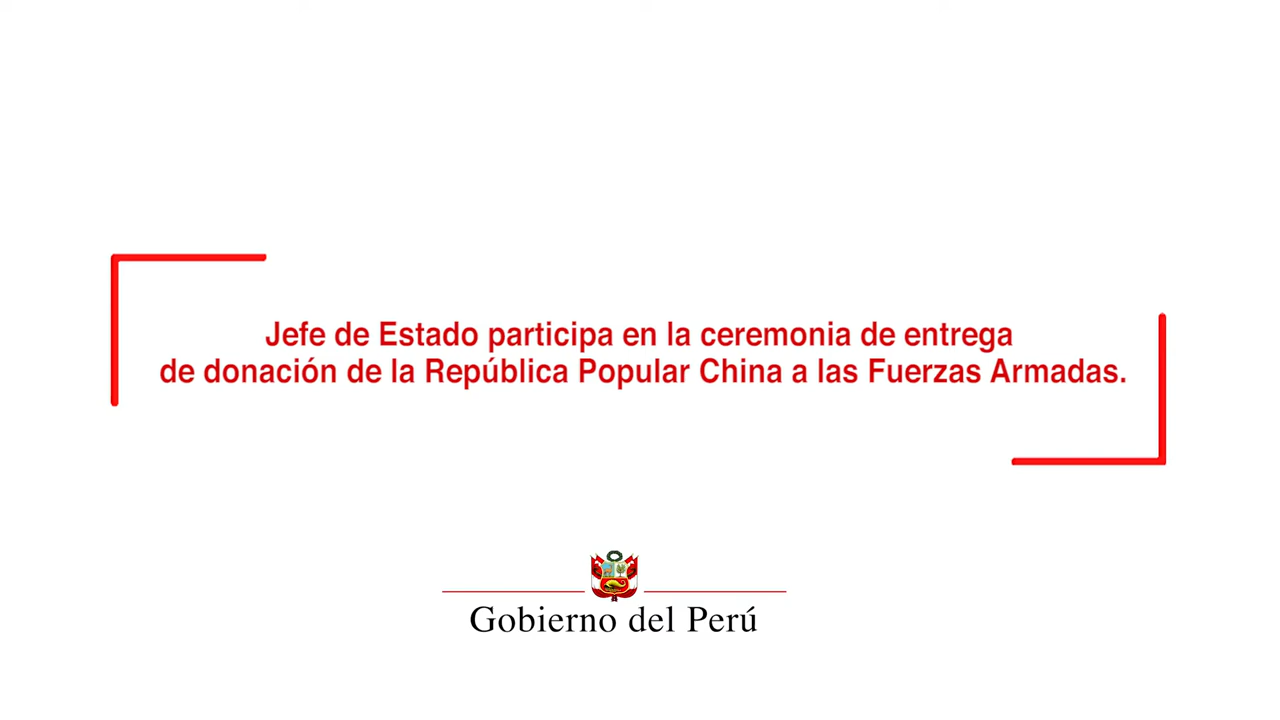 Jefe de Estado participa en la ceremonia de entrega
de donación de la República Popular China a las Fuerzas Armadas.
Gobierno del Perú